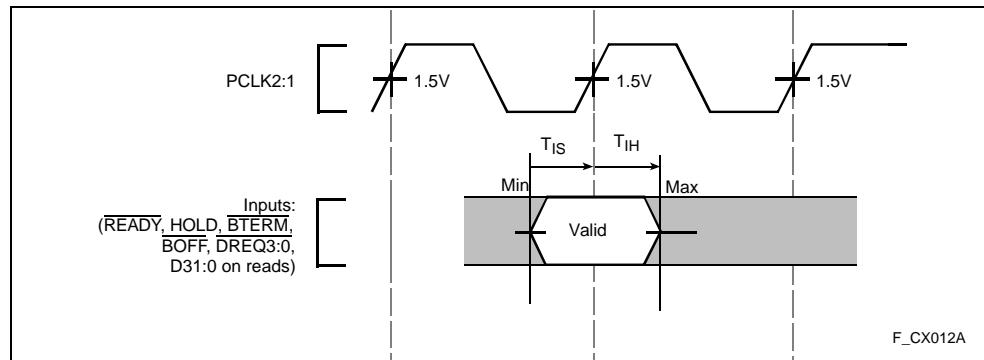 PCLK2:1
1.5V
1.5V
1.5V
TIS
TIH
Min
Max
Inputs:
(READY, HOLD, BTERM,
BOFF, DREQ3:0,
D31:0 on reads)
Valid
F_CX012A